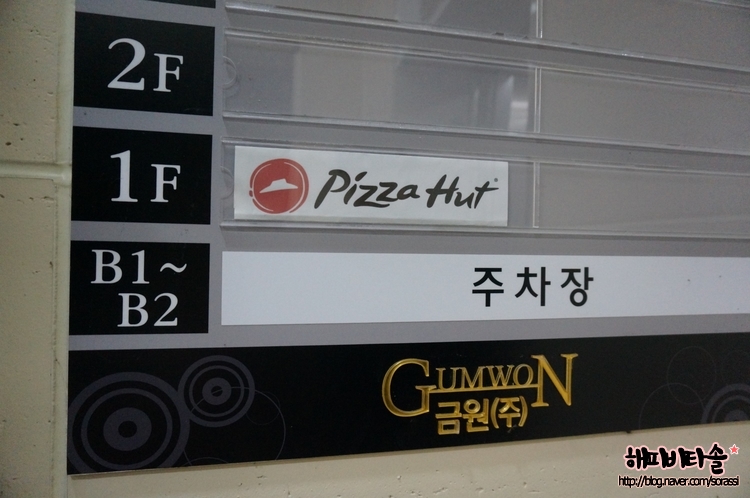 2F
1F Pizza Hut®
B1~
B2
주차장
GUMWON
금원(주)
해피바타솔
http://blog.naver.com/sorassi